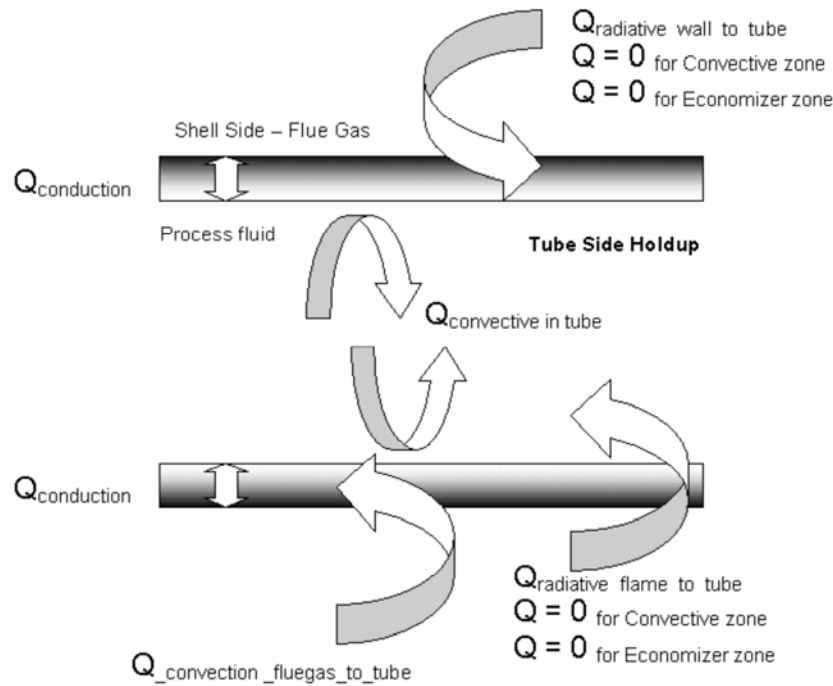 Qradiative wall to tube
Q = 0 for Convective zone
Q = 0 for Economizer zone
Shell Side – Flue Gas
Qconduction
Process fluid
Tube Side Holdup
Qconvective in tube
Qconduction
Qradiative flame to tube
Q = 0 for Convective zone
Q = 0 for Economizer zone
Q_convection _fluegas_to_tube